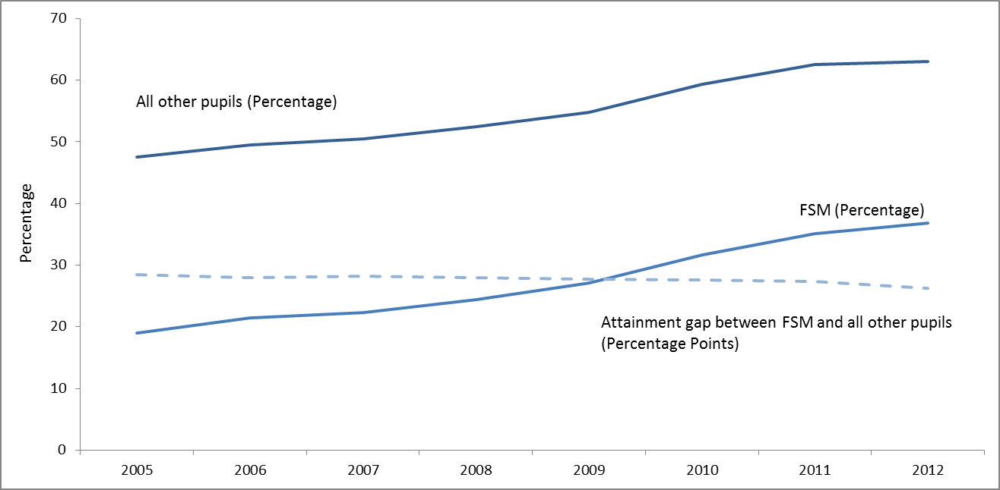 70
60
All other pupils (Percentage)
50
40
FSM (Percentage)
Percentage
30
Attainment gap between FSM and all other pupils
(Percentage Points)
20
10
0
2005 2006 2007 2008 2009 2010 2011 2012